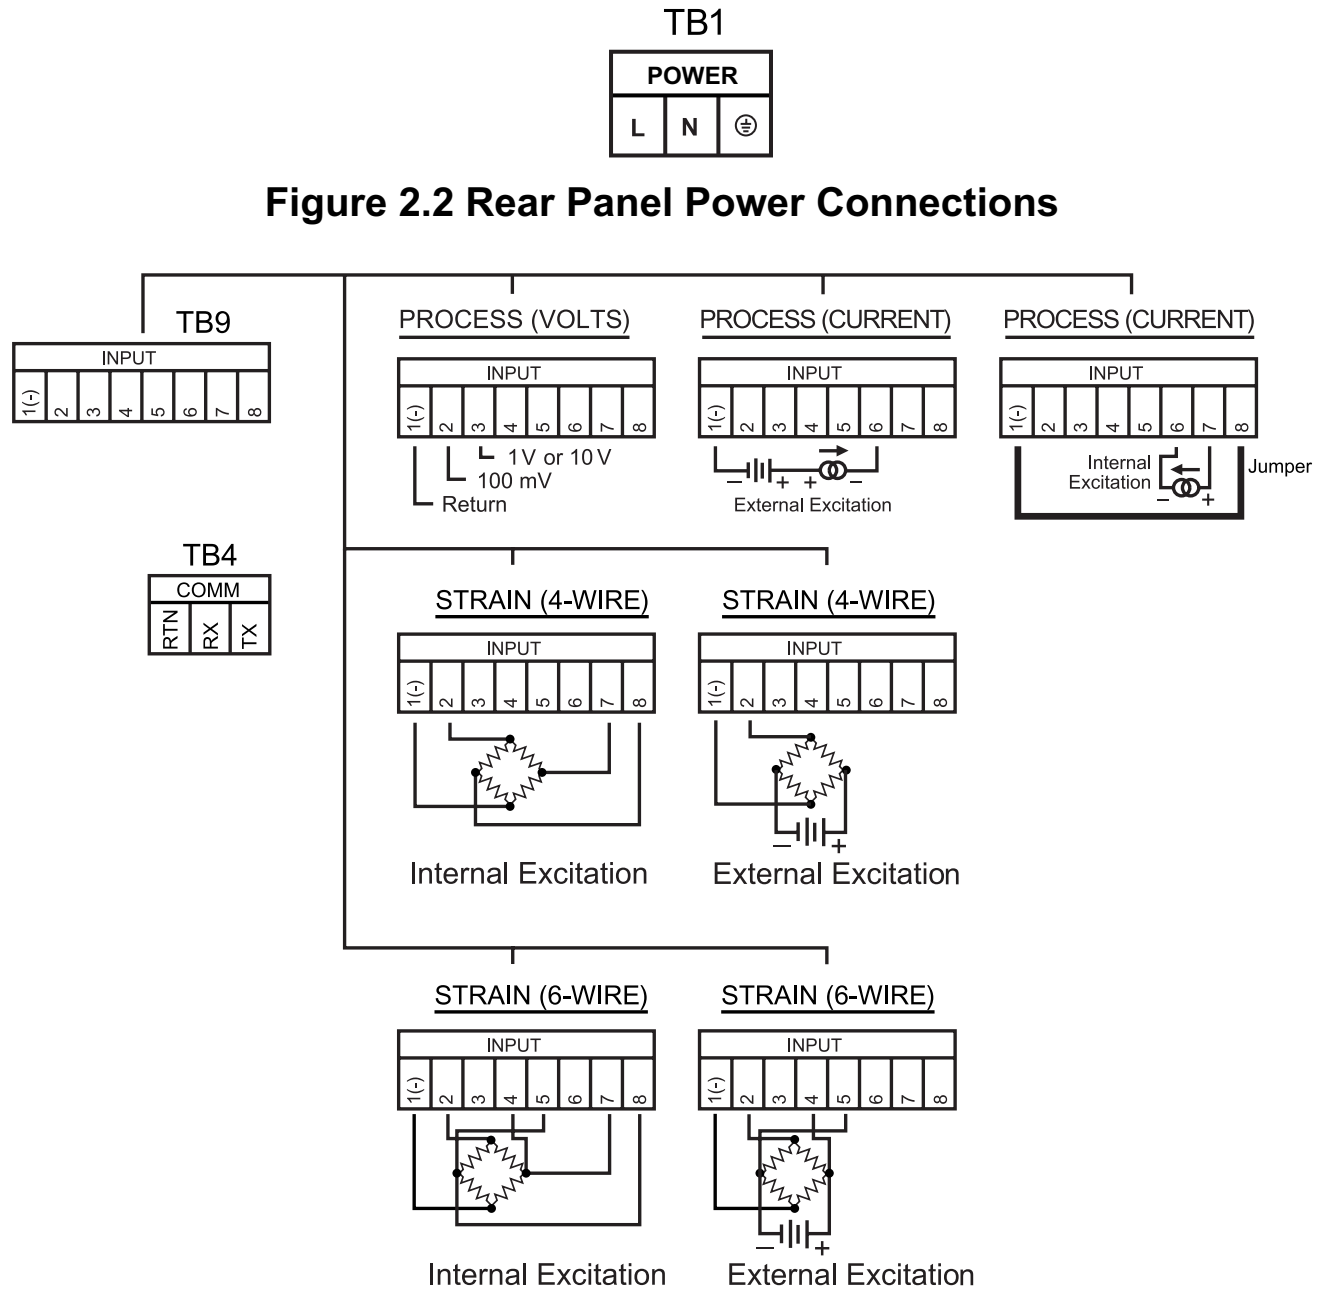 TB1
POWER
L N
Figure 2.2 Rear Panel Power Connections
TB9
INPUT
1(-) 2 3 4 5 6 7 8
PROCESS (VOLTS)
INPUT
1(-) 2 3 4 5 6 7 8
1V or 10V
100 mV
Return
PROCESS (CURRENT)
INPUT
1(-) 2 3 4 5 6 7 8
− + + −
External Excitation
PROCESS (CURRENT)
INPUT
1(-) 2 3 4 5 6 7 8
Internal
Excitation
− +
Jumper
TB4
COMM
RTN RX TX
STRAIN (4-WIRE)
INPUT
1(-) 2 3 4 5 6 7 8
Internal Excitation
STRAIN (4-WIRE)
INPUT
1(-) 2 3 4 5 6 7 8
− +
External Excitation
STRAIN (6-WIRE)
INPUT
1(-) 2 3 4 5 6 7 8
Internal Excitation
STRAIN (6-WIRE)
INPUT
1(-) 2 3 4 5 6 7 8
− +
External Excitation